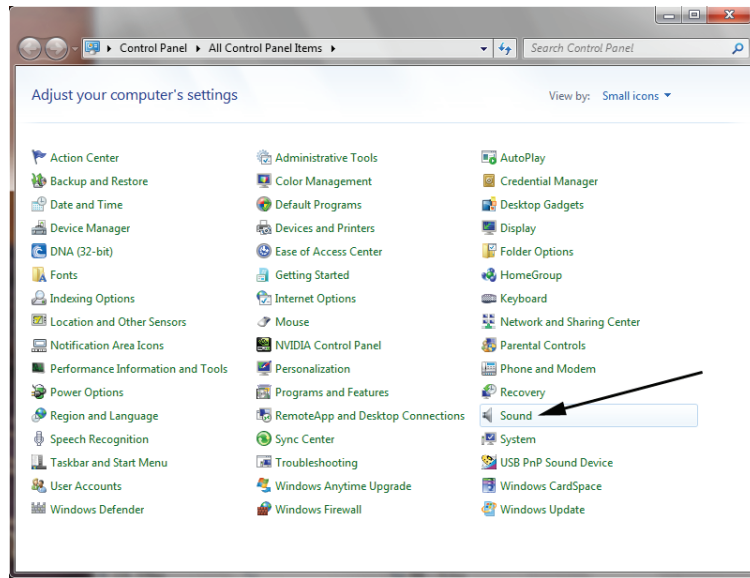 Control Panel All Control Panel Items Search Control Panel
Adjust your computer's settings View by: Small icons
Action Center Administrative Tools AutoPlay
Backup and Restore Color Management Credential Manager
Date and Time Default Programs Desktop Gadgets
Device Manager Devices and Printers Display
DNA (32-bit) Ease of Access Center Folder Options
Fonts Getting Started HomeGroup
Indexing Options Internet Options Keyboard
Location and Other Sensors Mouse Network and Sharing Center
Notification Area Icons NVIDIA Control Panel Parental Controls
Performance Information and Tools Personalization Phone and Modem
Power Options Programs and Features Recovery
Region and Language RemoteApp and Desktop Connections Sound
Speech Recognition Sync Center System
Taskbar and Start Menu Troubleshooting USB PnP Sound Device
User Accounts Windows Anytime Upgrade Windows CardSpace
Windows Defender Windows Firewall Windows Update